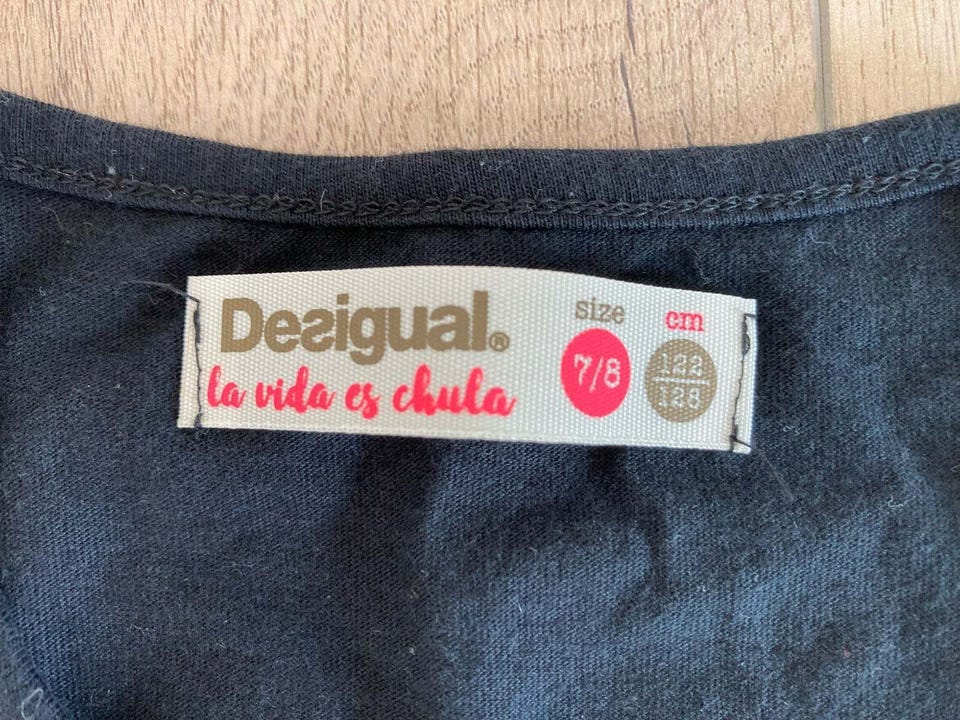 Desigual®
la vida es chula
size
7/8
cm
122
128